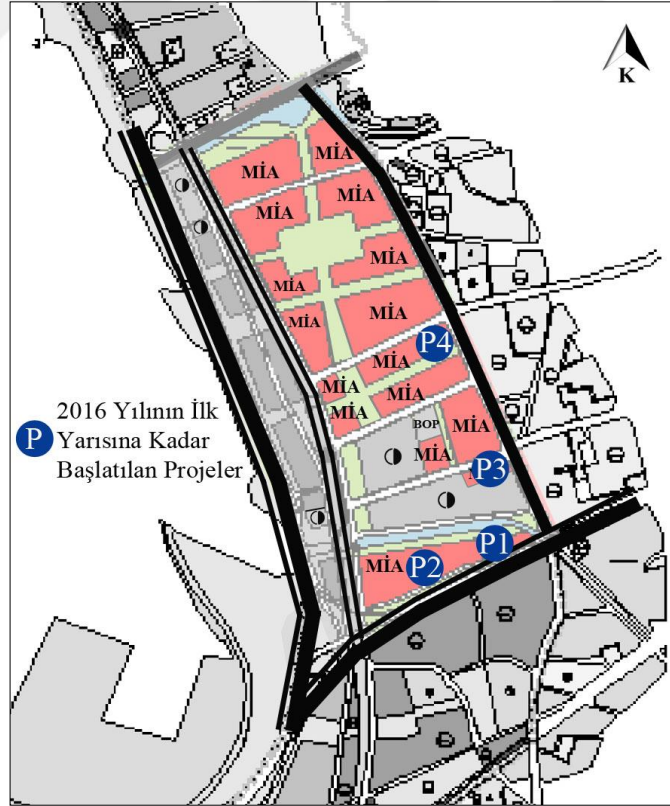 K
MİA
MİA
MİA
MİA
MİA
MİA
MİA
MİA
MİA
P4
MİA
MİA
MİA
BOP
MİA
MİA
P3
P
2016 Yılının İlk
Yarısına Kadar
Başlatılan Projeler
P1
MİA
P2